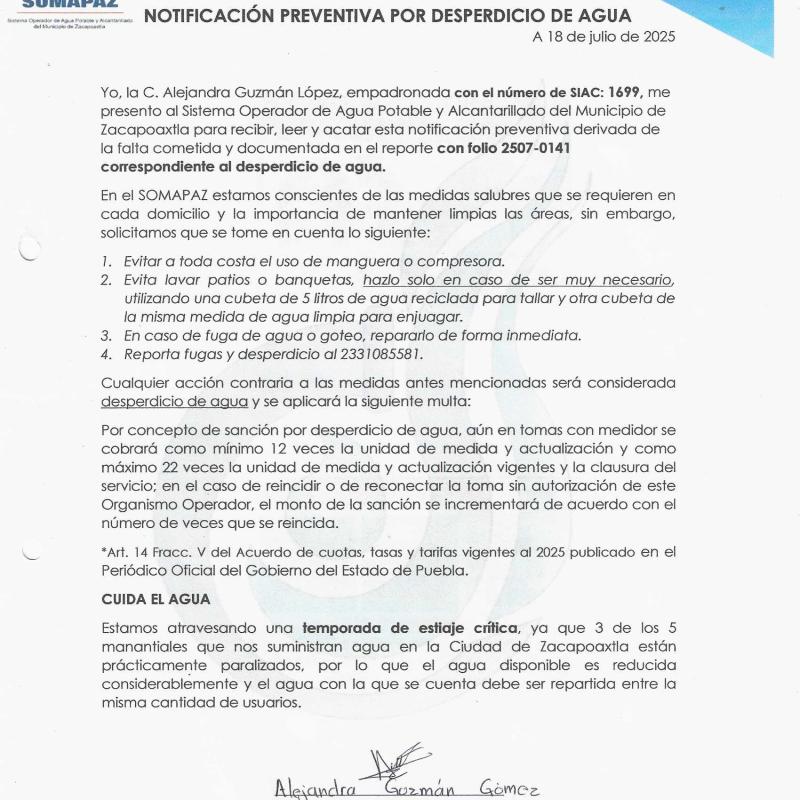 SOMAPAZ
Sistema Operador de Agua Potable y Alcantarillado
del Municipio de Zacapoaxtla
NOTIFICACIÓN PREVENTIVA POR DESPERDICIO DE AGUA
A 18 de julio de 2025
Yo, la C. Alejandra Guzmán López, empadronada con el número de SIAC: 1699, me
presento al Sistema Operador de Agua Potable y Alcantarillado del Municipio de
Zacapoaxtla para recibir, leer y acatar esta notificación preventiva derivada de
la falta cometida y documentada en el reporte con folio 2507-0141
correspondiente al desperdicio de agua.
En el SOMAPAZ estamos conscientes de las medidas salubres que se requieren en
cada domicilio y la importancia de mantener limpias las áreas, sin embargo,
solicitamos que se tome en cuenta lo siguiente:
1. Evitar a toda costa el uso de manguera o compresora.
2. Evita lavar patios o banquetas, hazlo solo en caso de ser muy necesario,
utilizando una cubeta de 5 litros de agua reciclada para tallar y otra cubeta de
la misma medida de agua limpia para enjuagar.
3. En caso de fuga de agua o goteo, repararlo de forma inmediata.
4. Reporta fugas y desperdicio al 2331085581.
Cualquier acción contraria a las medidas antes mencionadas será considerada
desperdicio de agua y se aplicará la siguiente multa:
Por concepto de sanción por desperdicio de agua, aún en tomas con medidor se
cobrará como mínimo 12 veces la unidad de medida y actualización y como
máximo 22 veces la unidad de medida y actualización vigentes y la clausura del
servicio; en el caso de reincidir o de reconectar la toma sin autorización de este
Organismo Operador, el monto de la sanción se incrementará de acuerdo con el
número de veces que se reincida.
*Art. 14 Fracc. V del Acuerdo de cuotas, tasas y tarifas vigentes al 2025 publicado en el
Periódico Oficial del Gobierno del Estado de Puebla.
CUIDA EL AGUA
Estamos atravesando una temporada de estiaje crítica, ya que 3 de los 5
manantiales que nos suministran agua en la Ciudad de Zacapoaxtla están
prácticamente paralizados, por lo que el agua disponible es reducida
considerablemente y el agua con la que se cuenta debe ser repartida entre la
misma cantidad de usuarios.
Alejandra Guzmán Gómez